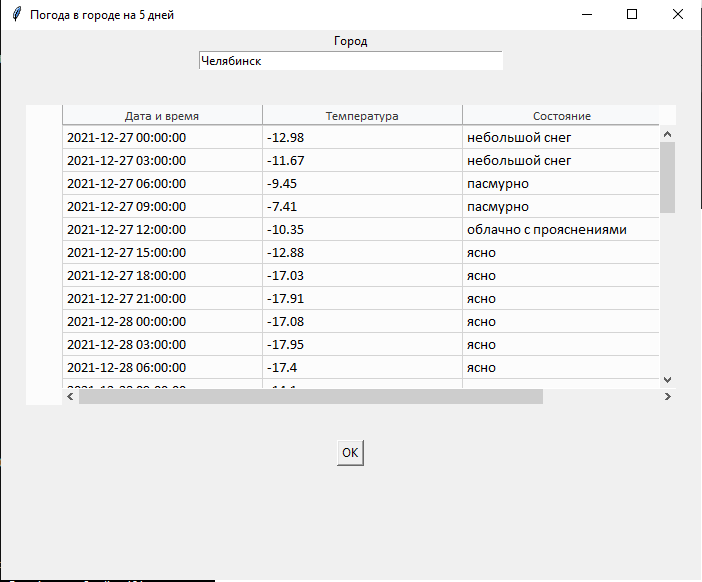 Погода в городе на 5 дней
Город
Челябинск
Дата и время Температура Состояние
2021-12-27 00:00:00 -12.98 небольшой снег
2021-12-27 03:00:00 -11.67 небольшой снег
2021-12-27 06:00:00 -9.45 пасмурно
2021-12-27 09:00:00 -7.41 пасмурно
2021-12-27 12:00:00 -10.35 облачно с прояснениями
2021-12-27 15:00:00 -12.88 ясно
2021-12-27 18:00:00 -17.03 ясно
2021-12-27 21:00:00 -17.91 ясно
2021-12-28 00:00:00 -17.08 ясно
2021-12-28 03:00:00 -17.95 ясно
2021-12-28 06:00:00 -17.4 ясно
OK